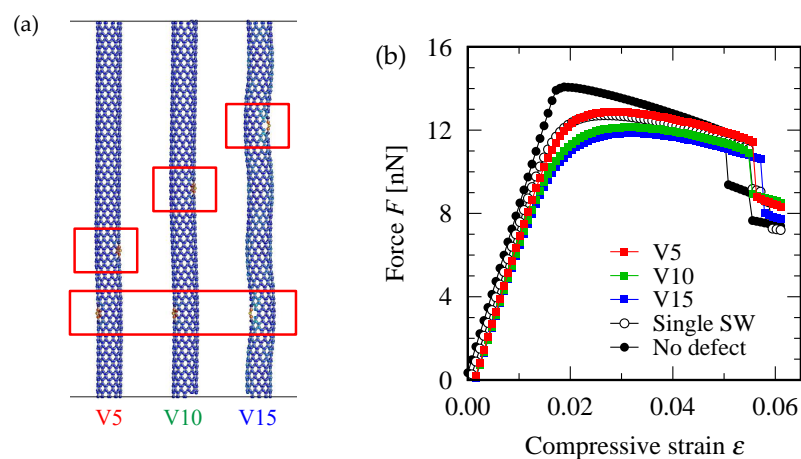 (a)
V5 V10 V15
(b)
Force F [nN]
16
12
8
4
0
V5
V10
V15
Single SW
No defect
0.00 0.02 0.04 0.06
Compressive strain ε